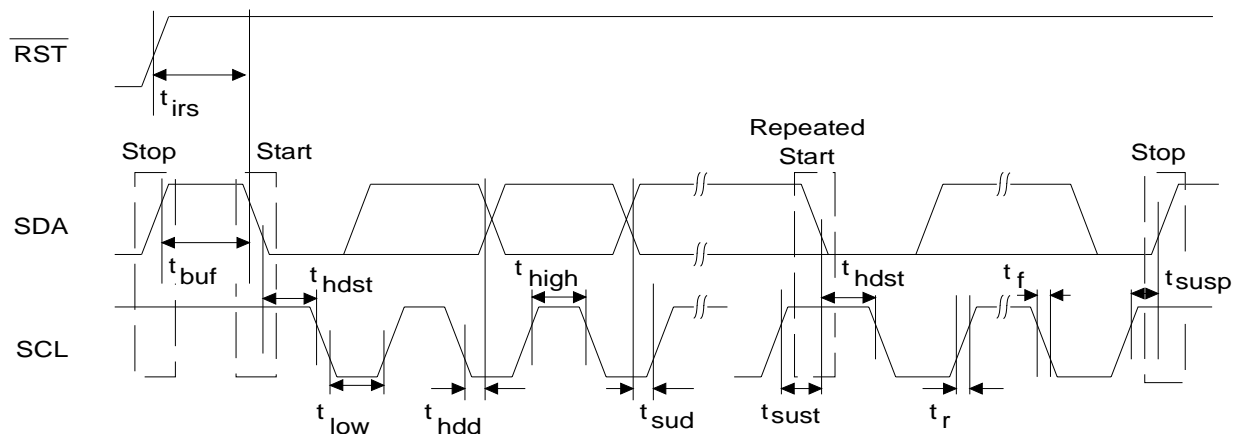 RST
t irs
Repeated
Stop Start Start Stop
SDA
t buf t hdst t high t hdst t f t susp
SCL
t low t hdd t sud t sust t r